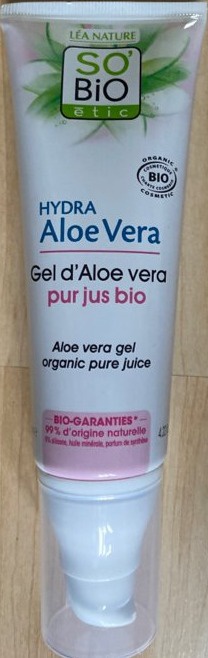 LÉA NATURE
SO'
BiO
étic
ORGANIC
COSMETIQUE
BIO
COSMETIC
HYDRA
Aloe Vera
Gel d'Aloe vera
pur jus bio
Aloe vera gel
organic pure juice
BIO-GARANTIES*
99% d'origine naturelle
0% silicone, huile minérale, parfum de synthèse